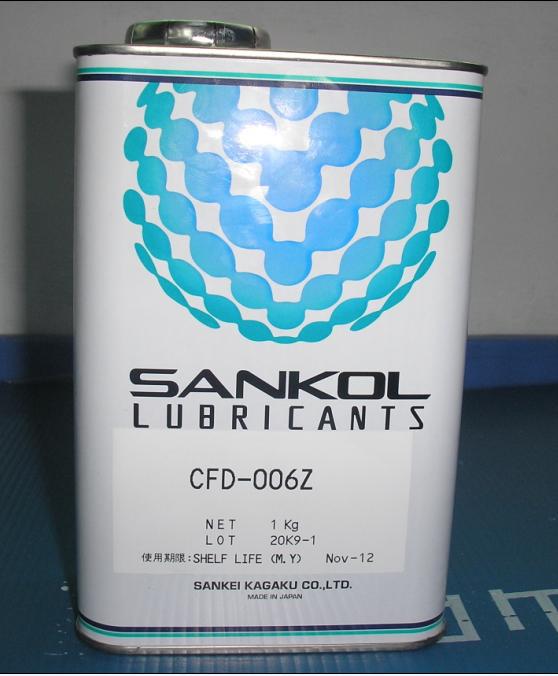 SANKOL
LUBRICANTS
CFD-006Z
NET 1 Kg
LOT 20K9-1
使用期限:SHELF LIFE (M.Y) Nov-12
SANKEI KAGAKU CO.,LTD.
MADE IN JAPAN